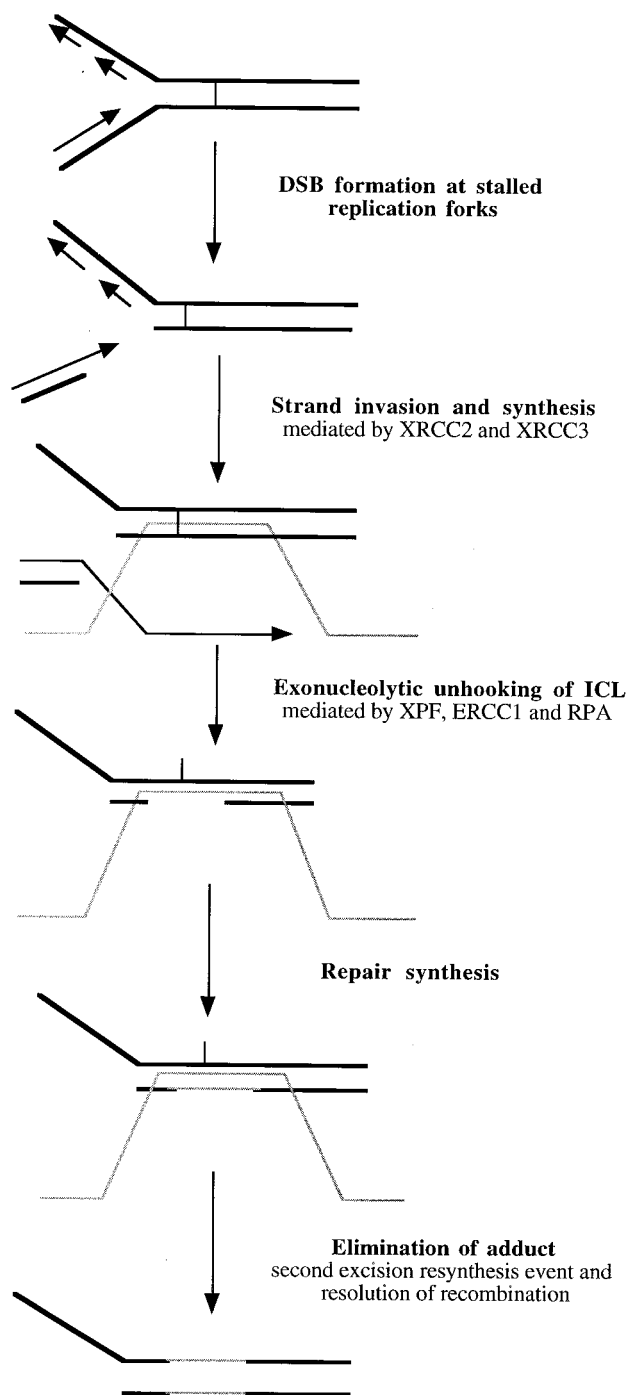 DSB formation at stalled
replication forks
Strand invasion and synthesis
mediated by XRCC2 and XRCC3
Exonucleolytic unhooking of ICL
mediated by XPF, ERCC1 and RPA
Repair synthesis
Elimination of adduct
second excision resynthesis event and
resolution of recombination